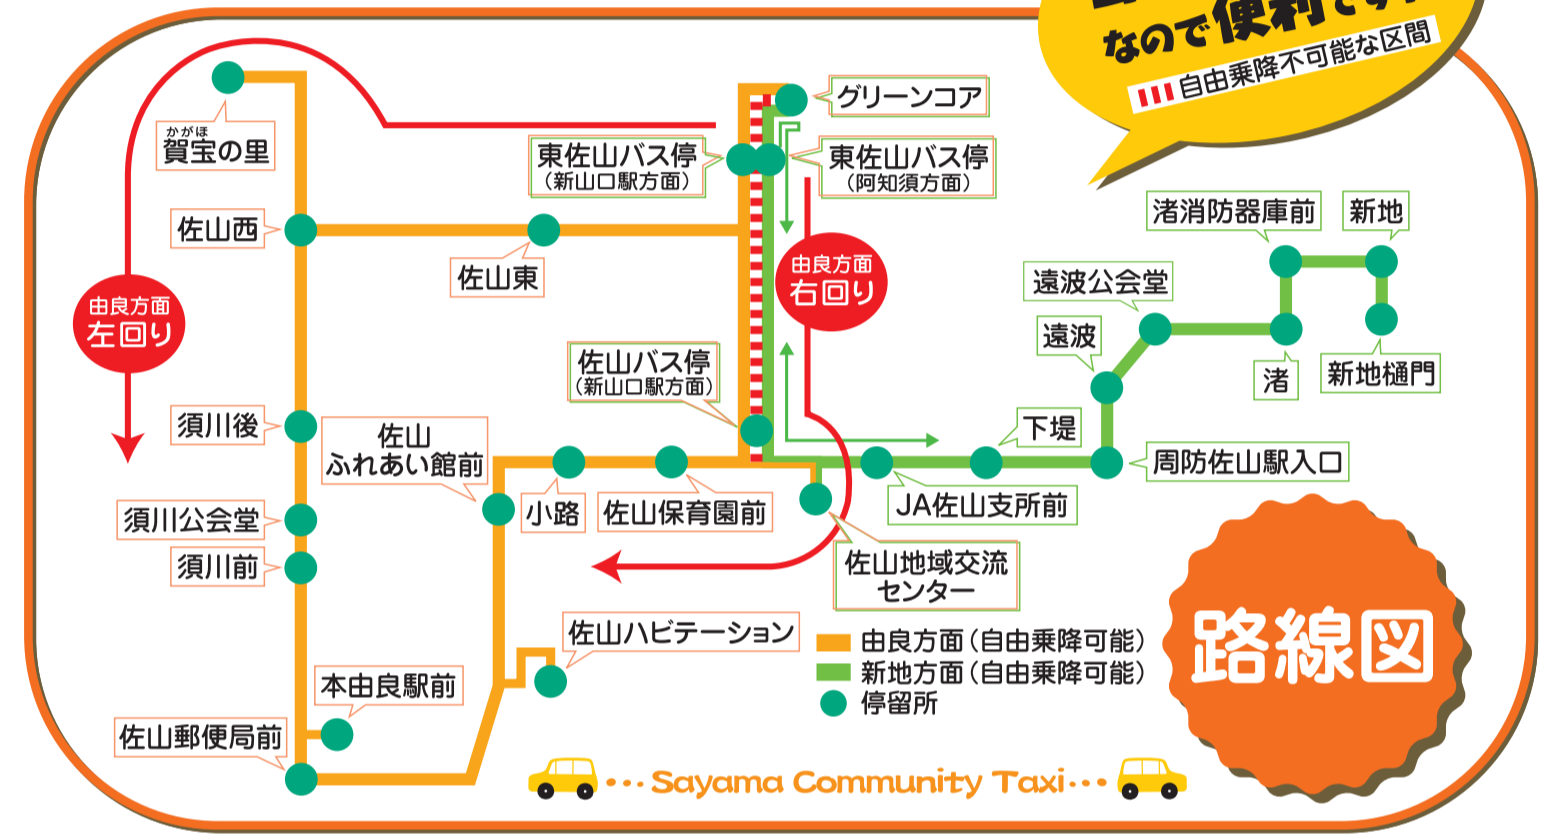 なので便利です
自由乗降不可能な区間
グリーンコア
かがほ
賀宝の里
東佐山バス停
(新山口駅方面)
東佐山バス停
(阿知須方面)
佐山西
佐山東
渚消防器庫前
新地
遠波公会堂
由良方面
右回り
由良方面
左回り
遠波
佐山バス停
(新山口駅方面)
渚
新地樋門
須川後
佐山
ふれあい館前
下堤
周防佐山駅入口
小路
佐山保育園前
JA佐山支所前
須川公会堂
須川前
佐山地域交流
センター
佐山ハビテーション
由良方面(自由乗降可能)
新地方面(自由乗降可能)
停留所
路線図
本由良駅前
佐山郵便局前
•••Sayama Community Taxi•••